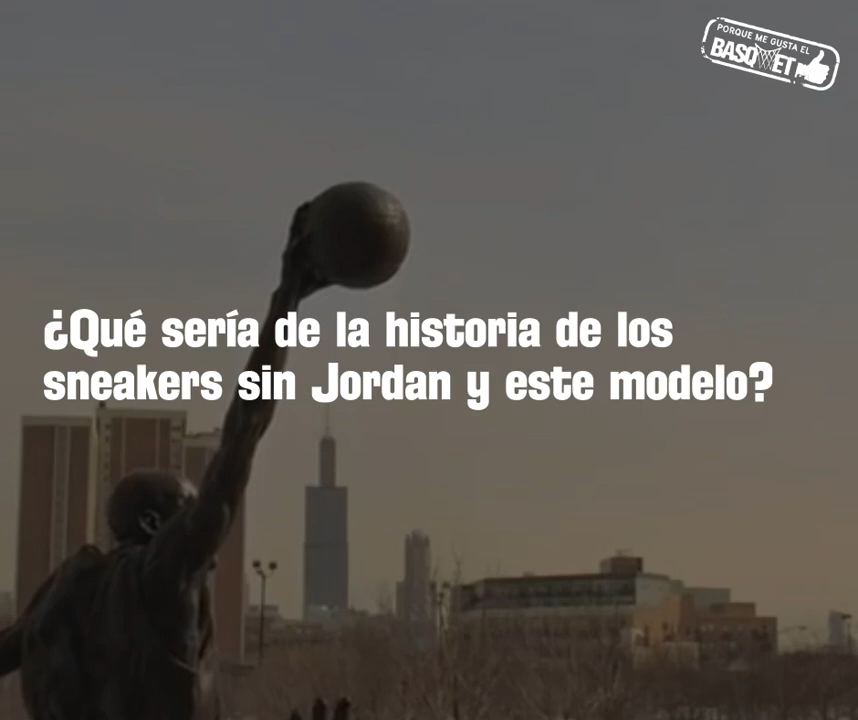 PORQUE ME GUSTA EL
BASQUET
¿Qué sería de la historia de los
sneakers sin Jordan y este modelo?